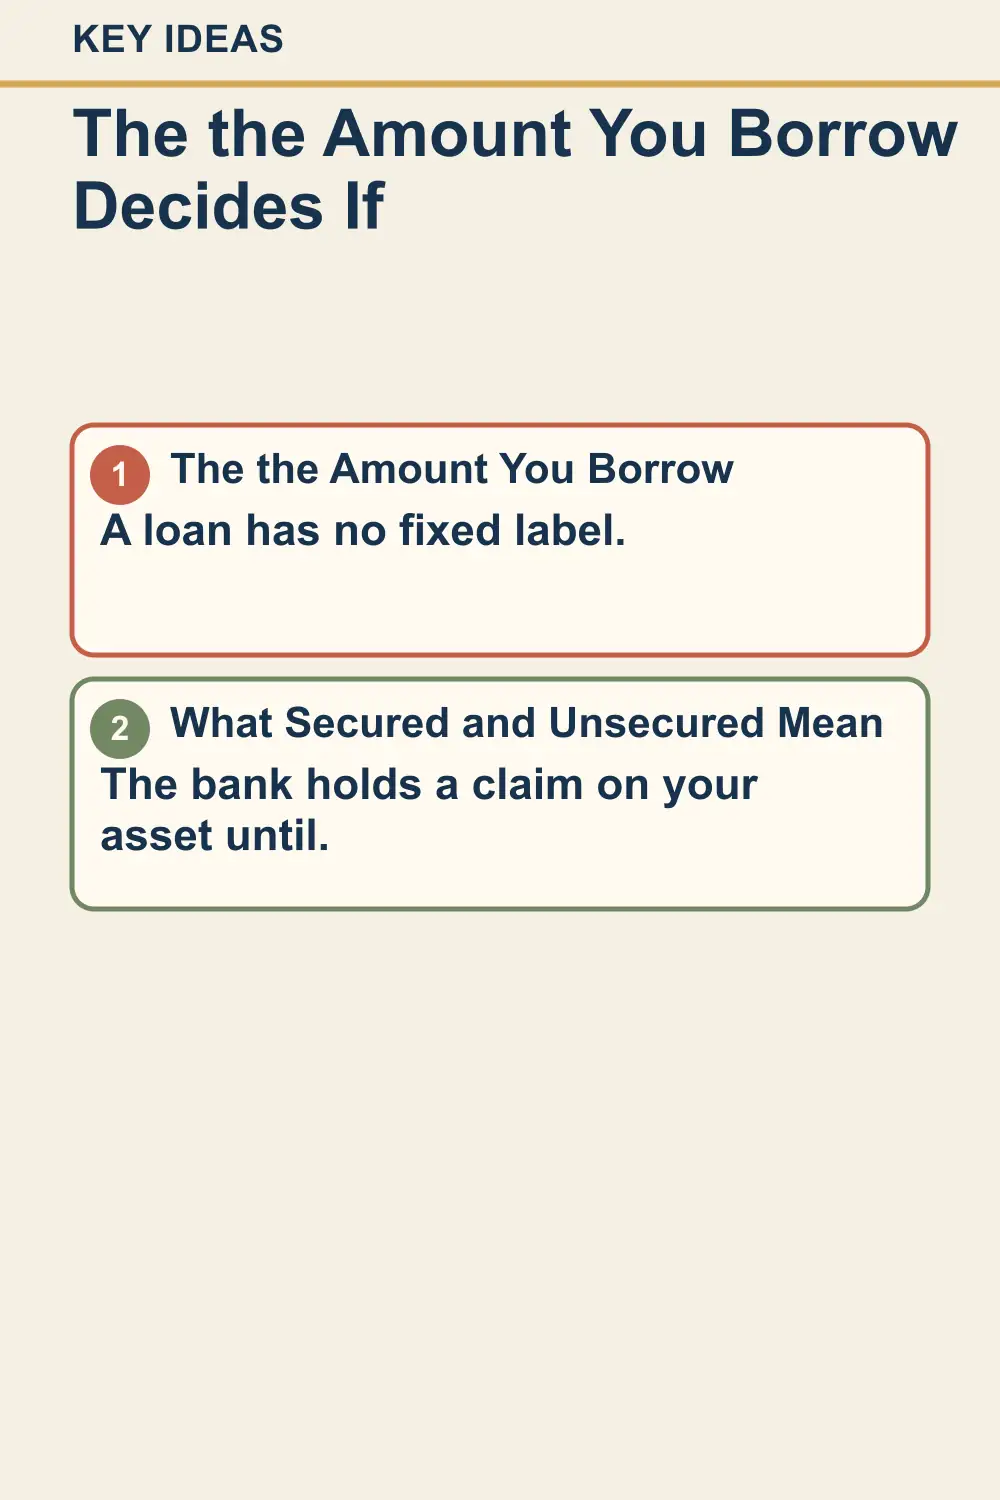 KEY IDEAS
The the Amount You Borrow
Decides If
1 The the Amount You Borrow
A loan has no fixed label.
2 What Secured and Unsecured Mean
The bank holds a claim on your
asset until.